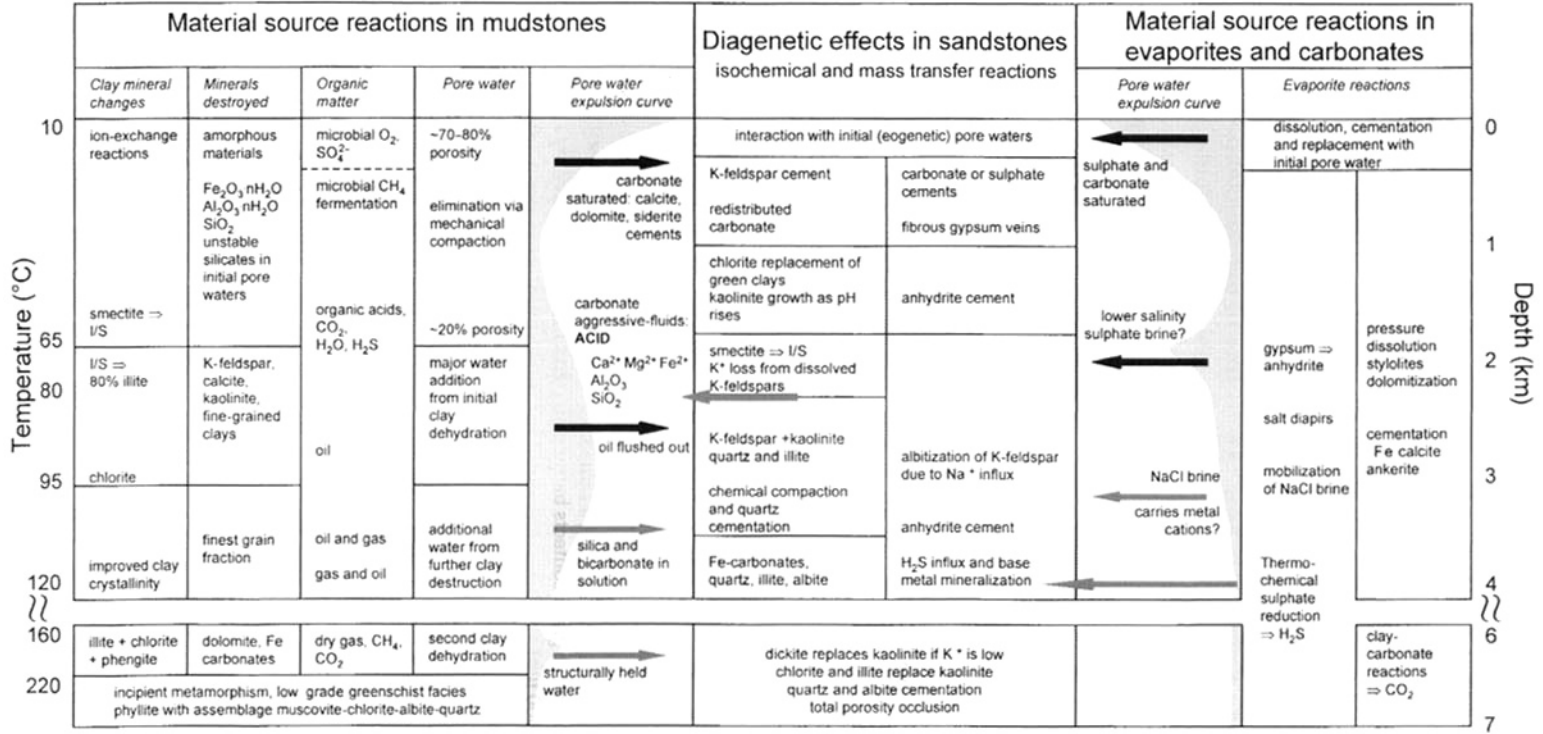 Material source reactions in mudstones
Diagenetic effects in sandstones
isochemical and mass transfer reactions
Material source reactions in
evaporites and carbonates
Clay mineral
changes
Minerals
destroyed
Organic
matter
Pore water
Pore water
expulsion curve
Pore water
expulsion curve
Evaporite reactions
Temperature (°C)
10
65
80
95
120
160
220
ion-exchange
reactions
smectite ⇒
I/S
I/S ⇒
80% illite
chlorite
improved clay
crystallinity
amorphous
materials
Fe₂O₃ nH₂O
Al₂O₃ nH₂O
SiO₂
unstable
silicates in
initial pore
waters
K-feldspar,
calcite,
kaolinite,
fine-grained
clays
finest grain
fraction
microbial O₂.
SO₄²⁻
microbial CH₄
fermentation
organic acids,
CO₂,
H₂O, H₂S
oil
oil and gas
gas and oil
~70-80%
porosity
elimination via
mechanical
compaction
~20% porosity
major water
addition
from initial
clay
dehydration
additional
water from
further clay
destruction
carbonate
saturated: calcite,
dolomite, siderite
cements
carbonate
aggressive-fluids:
ACID
Ca²⁺ Mg²⁺ Fe²⁺
Al₂O₃
SiO₂
oil flushed out
silica and
bicarbonate in
solution
interaction with initial (eogenetic) pore waters
K-feldspar cement
redistributed
carbonate
chlorite replacement of
green clays
kaolinite growth as pH
rises
smectite ⇒ I/S
K⁺ loss from dissolved
K-feldspars
K-feldspar +kaolinite
quartz and illite
chemical compaction
and quartz
cementation
Fe-carbonates,
quartz, illite, albite
carbonate or sulphate
cements
fibrous gypsum veins
anhydrite cement
albitization of K-feldspar
due to Na⁺ influx
anhydrite cement
H₂S influx and base
metal mineralization
sulphate and
carbonate
saturated
lower salinity
sulphate brine?
NaCl brine
carries metal
cations?
dissolution, cementation
and replacement with
initial pore water
gypsum ⇒
anhydrite
salt diapirs
mobilization
of NaCl brine
Thermo-
chemical
sulphate
reduction
⇒ H₂S
pressure
dissolution
stylolites
dolomitization
cementation
Fe calcite
ankerite
illite + chlorite
+ phengite
dolomite, Fe
carbonates
dry gas, CH₄,
CO₂
second clay
dehydration
structurally held
water
incipient metamorphism, low grade greenschist facies
phyllite with assemblage muscovite-chlorite-albite-quartz
dickite replaces kaolinite if K⁺ is low
chlorite and illite replace kaolinite
quartz and albite cementation
total porosity occlusion
clay-
carbonate
reactions
⇒ CO₂
0
1
2
3
4
6
7
Depth (km)